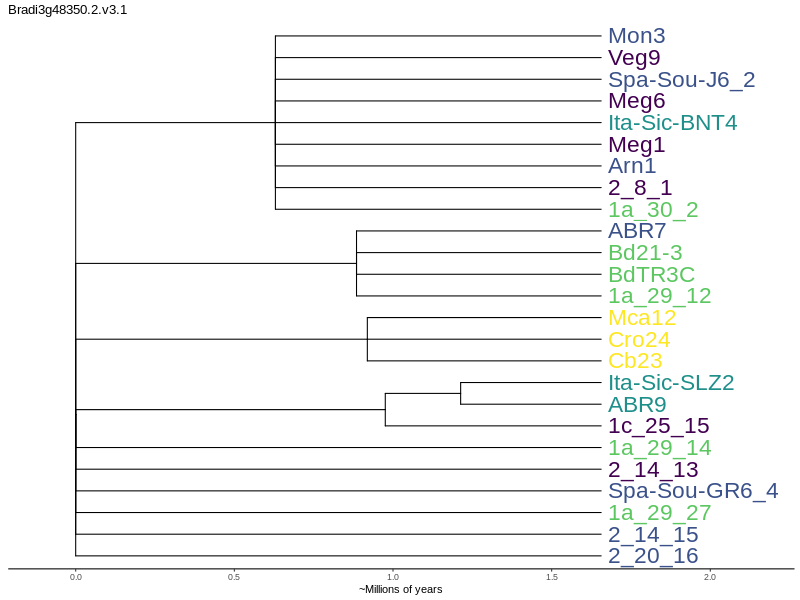 Bradi3g48350.2.v3.1
Mon3
Veg9
Spa-Sou-J6_2
Meg6
Ita-Sic-BNT4
Meg1
Arn1
2_8_1
1a_30_2
ABR7
Bd21-3
BdTR3C
1a_29_12
Mca12
Cro24
Cb23
Ita-Sic-SLZ2
ABR9
1c_25_15
1a_29_14
2_14_13
Spa-Sou-GR6_4
1a_29_27
2_14_15
2_20_16
0.0 0.5 1.0 1.5 2.0
~Millions of years